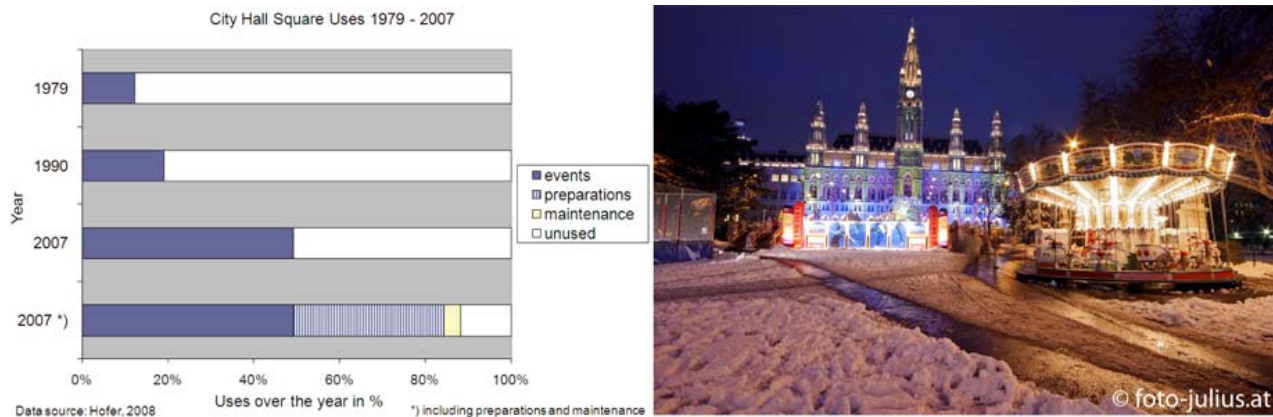 City Hall Square Uses 1979 - 2007
Year
1979
1990
2007
2007 *)
events
preparations
maintenance
unused
0%
20%
40%
60%
80%
100%
Uses over the year in %
Data source: Hofer, 2008
*) including preparations and maintenance
© foto-julius.at